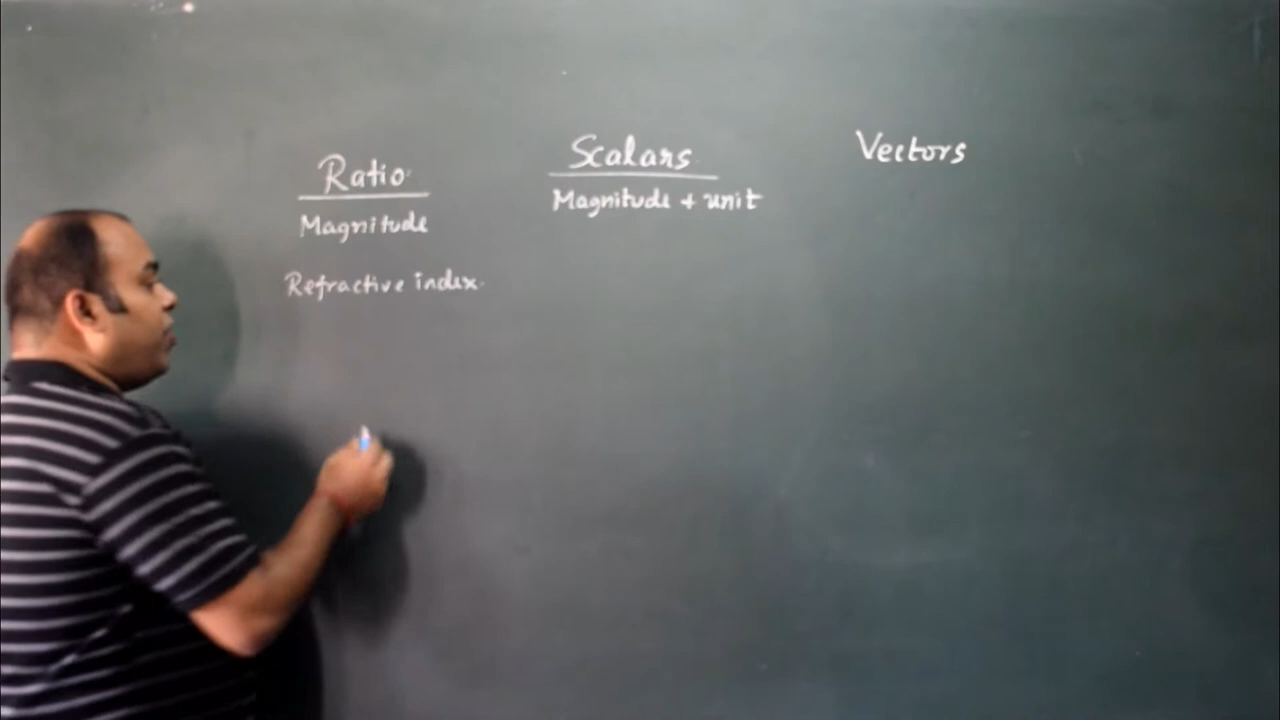 Ratio
Magnitude
Refractive index.
Scalars
Magnitude + unit
Vectors